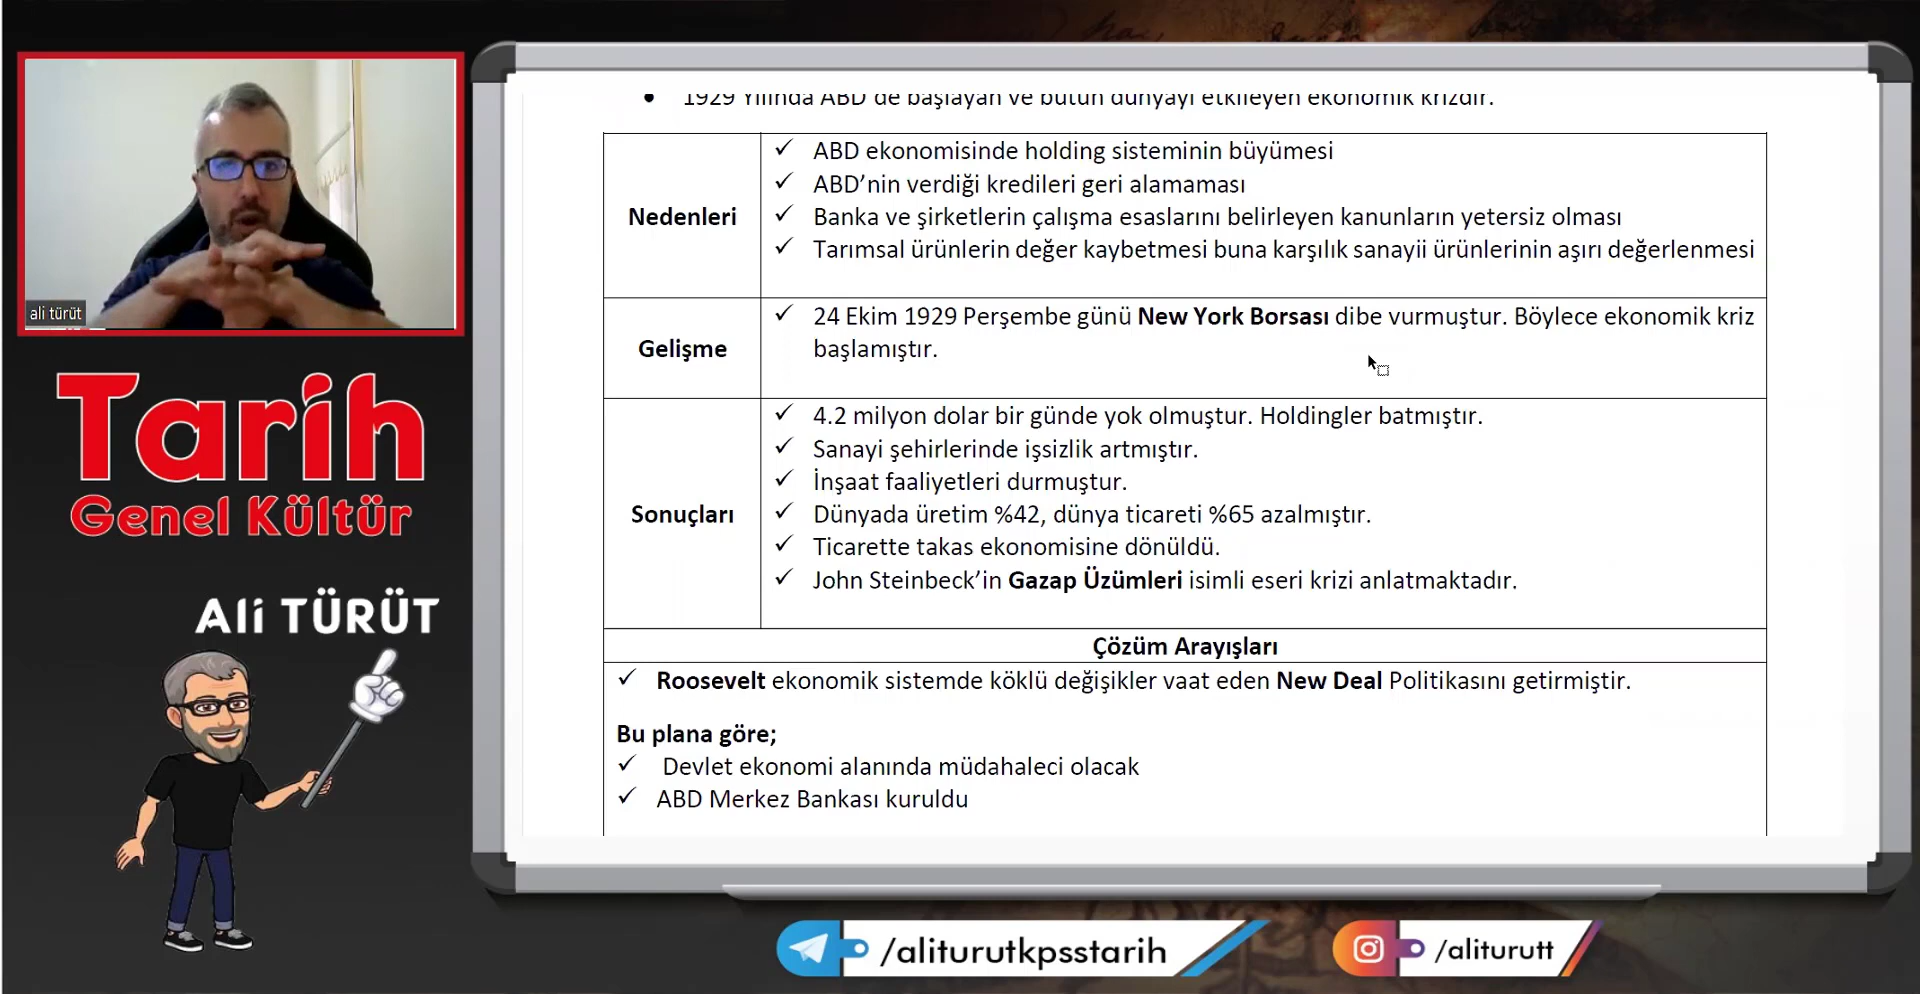 1929 Yılında ABD'de başlayan ve bütün dünyayı etkileyen ekonomik krizdir.
Nedenleri
ABD ekonomisinde holding sisteminin büyümesi
ABD'nin verdiği kredileri geri alamaması
Banka ve şirketlerin çalışma esaslarını belirleyen kanunların yetersiz olması
Tarımsal ürünlerin değer kaybetmesi buna karşılık sanayii ürünlerinin aşırı değerlenmesi
Gelişme
24 Ekim 1929 Perşembe günü New York Borsası dibe vurmuştur. Böylece ekonomik kriz
başlamıştır.
Sonuçları
4.2 milyon dolar bir günde yok olmuştur. Holdingler batmıştır.
Sanayi şehirlerinde işsizlik artmıştır.
İnşaat faaliyetleri durmuştur.
Dünyada üretim %42, dünya ticareti %65 azalmıştır.
Ticarette takas ekonomisine dönüldü.
John Steinbeck'in Gazap Üzümleri isimli eseri krizi anlatmaktadır.
Çözüm Arayışları
Roosevelt ekonomik sistemde köklü değişikler vaat eden New Deal Politikasını getirmiştir.
Bu plana göre;
Devlet ekonomi alanında müdahaleci olacak
ABD Merkez Bankası kuruldu
ali türüt
Tarih
Genel Kültür
Ali TÜRÜT
/aliturutkpsstarih
/aliturutt